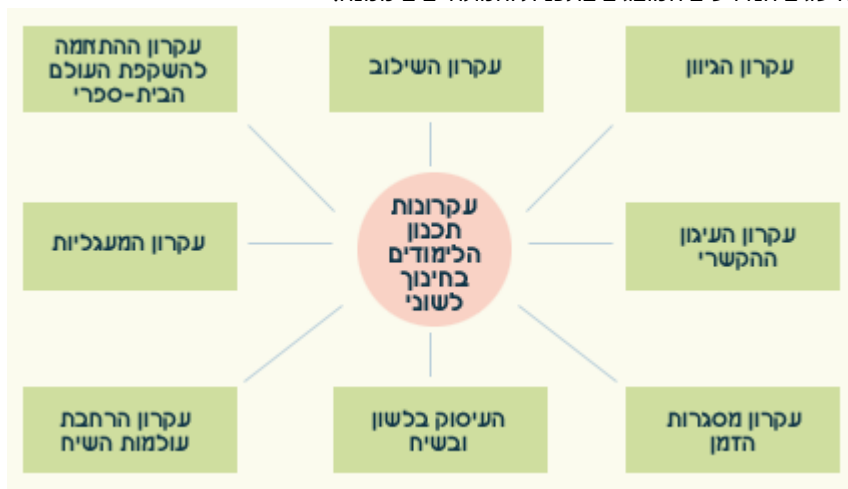 עקרון הגיוון
עקרון השילוב
עקרון ההתאמה
להשקפת העולם
הבית-ספרי
עקרונות
תכנון
הלימודים
בחינוך
לשוני
עקרון העיגון
ההקשרי
עקרון המעגליות
עקרון מסגרות
הזמן
העיסוק בלשון
ובשיח
עקרון הרחבת
עולמות השיח